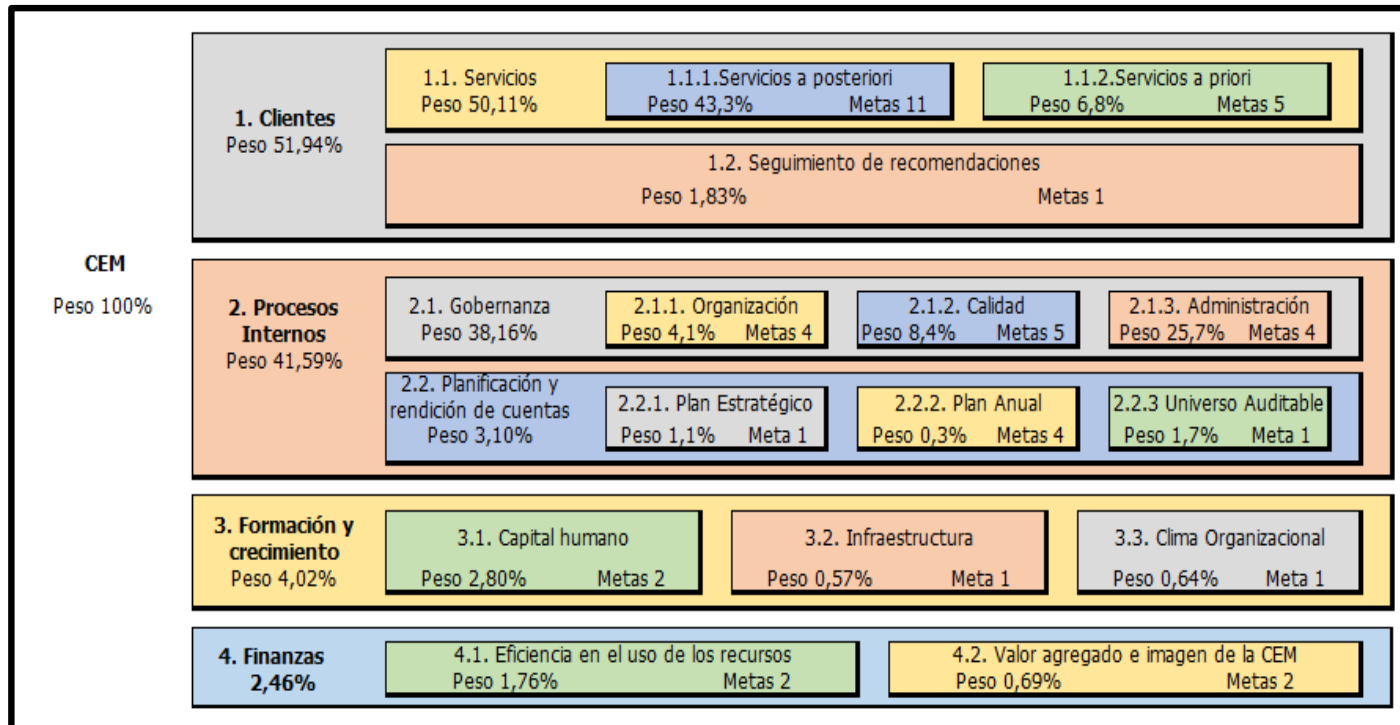 CEM
Peso 100%
1. Clientes
Peso 51,94%
1.1. Servicios
Peso 50,11%
1.1.1.Servicios a posteriori
Peso 43,3% Metas 11
1.1.2.Servicios a priori
Peso 6,8% Metas 5
1.2. Seguimiento de recomendaciones
Peso 1,83% Metas 1
2. Procesos
Internos
Peso 41,59%
2.1. Gobernanza
Peso 38,16%
2.1.1. Organización
Peso 4,1% Metas 4
2.1.2. Calidad
Peso 8,4% Metas 5
2.1.3. Administración
Peso 25,7% Metas 4
2.2. Planificación y
rendición de cuentas
Peso 3,10%
2.2.1. Plan Estratégico
Peso 1,1% Meta 1
2.2.2. Plan Anual
Peso 0,3% Metas 4
2.2.3 Universo Auditable
Peso 1,7% Meta 1
3. Formación y
crecimiento
Peso 4,02%
3.1. Capital humano
Peso 2,80% Metas 2
3.2. Infraestructura
Peso 0,57% Meta 1
3.3. Clima Organizacional
Peso 0,64% Meta 1
4. Finanzas
2,46%
4.1. Eficiencia en el uso de los recursos
Peso 1,76% Metas 2
4.2. Valor agregado e imagen de la CEM
Peso 0,69% Metas 2